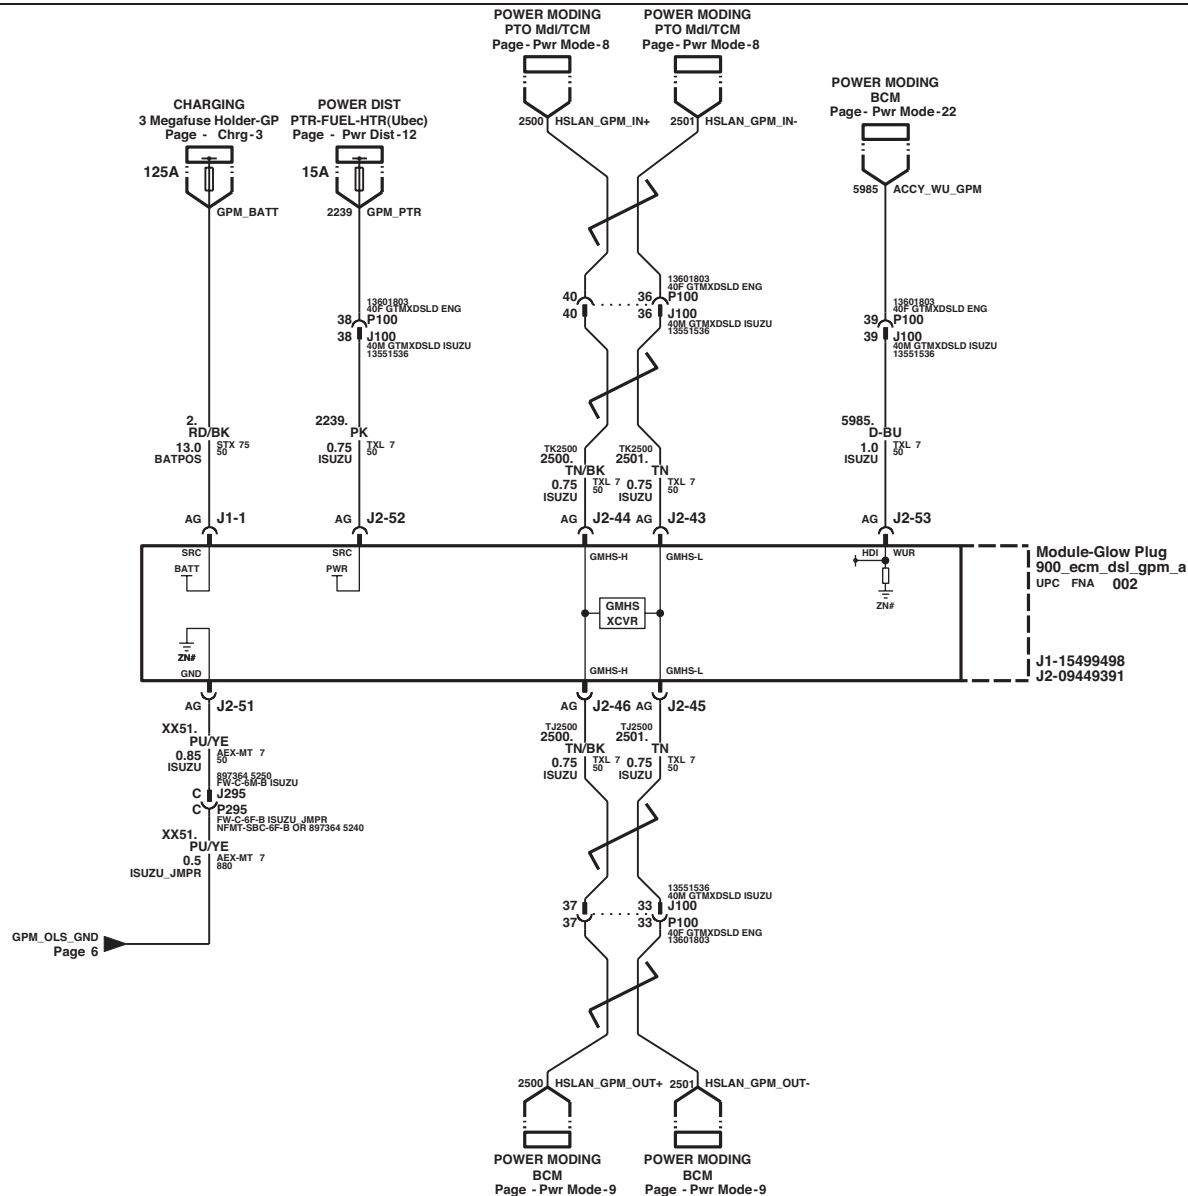 POWER MODING
PTO Mdl/TCM
Page - Pwr Mode-8
POWER MODING
PTO Mdl/TCM
Page - Pwr Mode-8
POWER MODING
BCM
Page - Pwr Mode-22
CHARGING
3 Megafuse Holder-GP
Page - Chrg-3
POWER DIST
PTR-FUEL-HTR(Ubec)
Page - Pwr Dist-12
125A
15A
2500 HSLAN_GPM_IN+
2501 HSLAN_GPM_IN-
5985 ACCY_WU_GPM
GPM_BATT
2239 GPM_PTR
13601803
40F GTMXDSLD ENG
38 P100
38 J100
40M GTMXDSLD ISUZU
13551536
40
40
13601803
40F GTMXDSLD ENG
36 P100
36 J100
40M GTMXDSLD ISUZU
13551536
13601803
40F GTMXDSLD ENG
39 P100
39 J100
40M GTMXDSLD ISUZU
13551536
2.
RD/BK
13.0 STX 75
50
BATPOS
2239.
PK
0.75 TXL 7
50
ISUZU
TK2500
2500.
TN/BK
0.75 TXL 7
50
ISUZU
TK2500
2501.
TN
0.75 TXL 7
50
ISUZU
5985.
D-BU
1.0 TXL 7
50
ISUZU
AG J1-1
AG J2-52
AG J2-44
AG J2-43
AG J2-53
SRC
BATT
SRC
PWR
GMHS-H
GMHS-L
HDI WUR
ZN#
GMHS
XCVR
Module-Glow Plug
900_ecm_dsl_gpm_a
UPC FNA 002
ZN#
GND
GMHS-H
GMHS-L
J1-15499498
J2-09449391
AG J2-51
AG J2-46
AG J2-45
XX51.
PU/YE
0.85 AEX-MT 7
50
ISUZU
897364 5250
FW-C-6M-B ISUZU
C J295
C P295
FW-C-6F-B ISUZU_JMPR
NFMT-SBC-6F-B OR 897364 5240
XX51.
PU/YE
0.5 AEX-MT 7
880
ISUZU_JMPR
GPM_OLS_GND
Page 6
TJ2500
2500.
TN/BK
0.75 TXL 7
50
ISUZU
TJ2500
2501.
TN
0.75 TXL 7
50
ISUZU
37
37
13551536
40M GTMXDSLD ISUZU
33 J100
33 P100
40F GTMXDSLD ENG
13601803
2500 HSLAN_GPM_OUT+
2501 HSLAN_GPM_OUT-
POWER MODING
BCM
Page - Pwr Mode-9
POWER MODING
BCM
Page - Pwr Mode-9